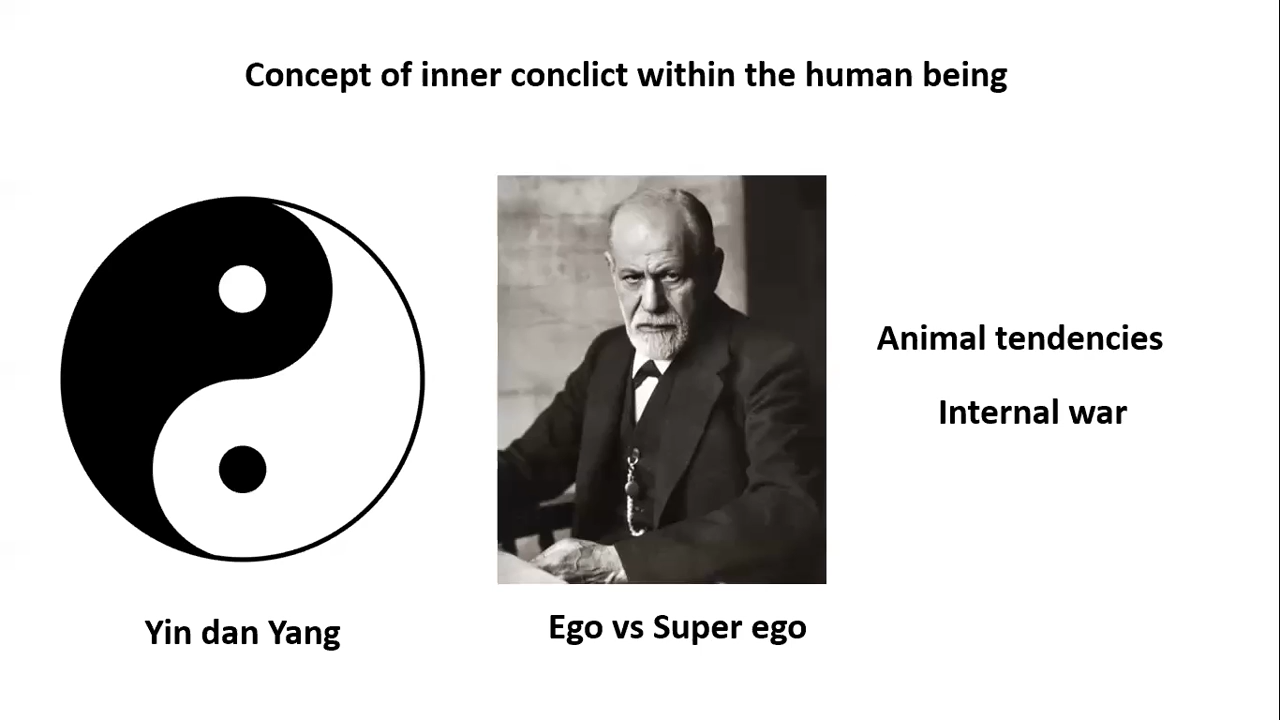 Concept of inner conclict within the human being
Animal tendencies
Internal war
Yin dan Yang
Ego vs Super ego